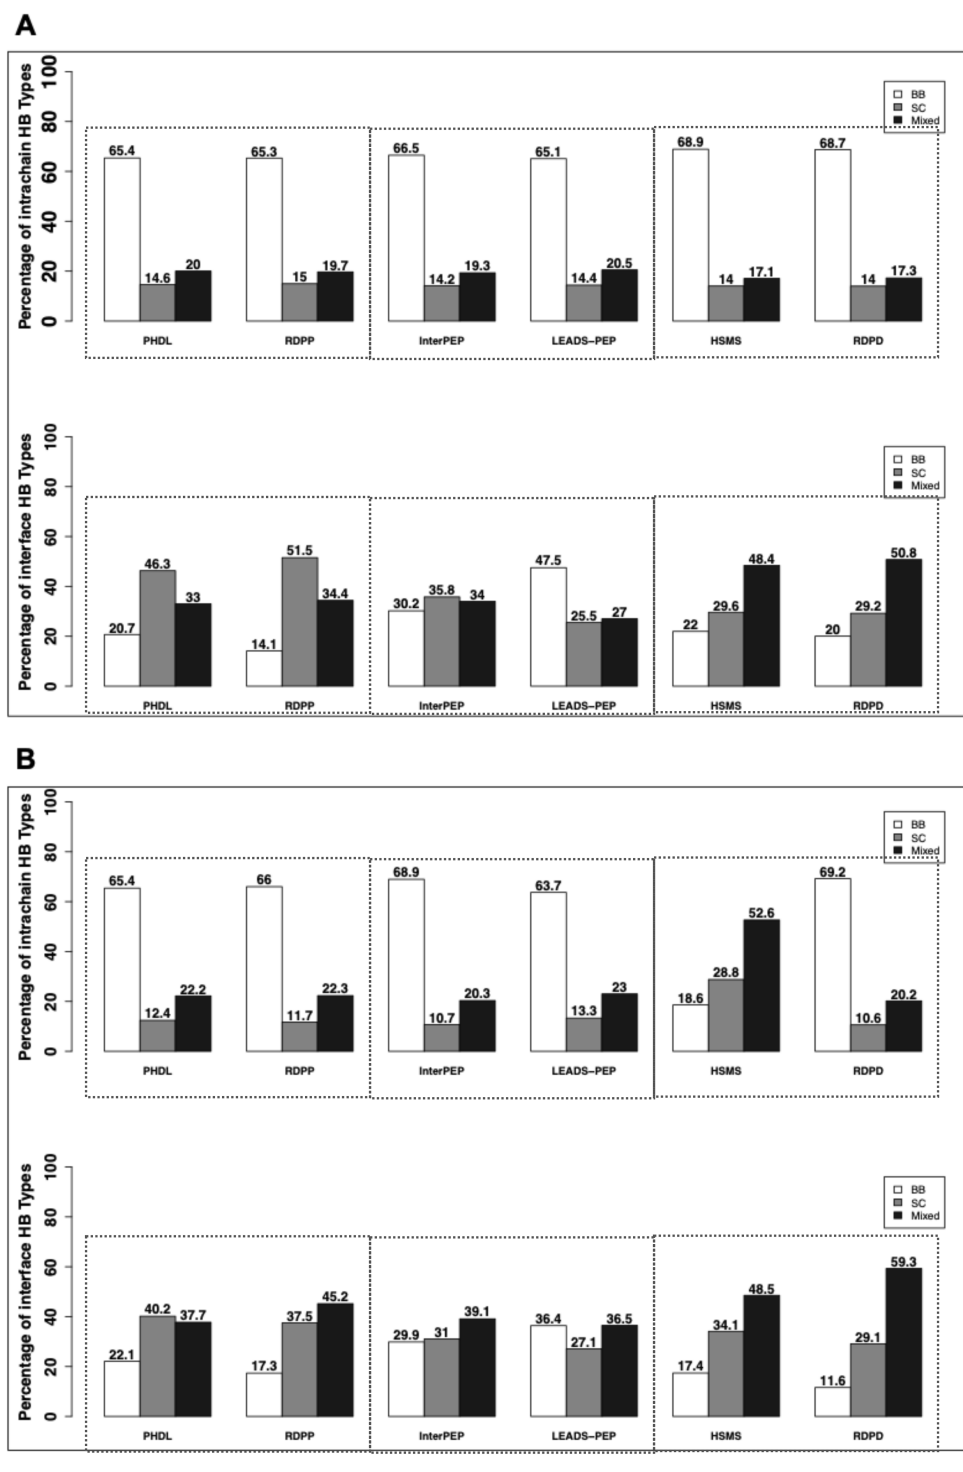 A
Percentage of intrachain HB Types
0 20 40 60 80 100
BB
SC
Mixed
65.4 14.6 20 65.3 15 19.7 66.5 14.2 19.3 65.1 14.4 20.5 68.9 14 17.1 68.7 14 17.3
PHDL RDPP InterPEP LEADS–PEP HSMS RDPD
Percentage of interface HB Types
0 20 40 60 80 100
BB
SC
Mixed
20.7 46.3 33 14.1 51.5 34.4 30.2 35.8 34 47.5 25.5 27 22 29.6 48.4 20 29.2 50.8
PHDL RDPP InterPEP LEADS–PEP HSMS RDPD
B
Percentage of intrachain HB Types
0 20 40 60 80 100
BB
SC
Mixed
65.4 12.4 22.2 66 11.7 22.3 68.9 10.7 20.3 63.7 13.3 23 18.6 28.8 52.6 69.2 10.6 20.2
PHDL RDPP InterPEP LEADS–PEP HSMS RDPD
Percentage of interface HB Types
0 20 40 60 80 100
BB
SC
Mixed
22.1 40.2 37.7 17.3 37.5 45.2 29.9 31 39.1 36.4 27.1 36.5 17.4 34.1 48.5 11.6 29.1 59.3
PHDL RDPP InterPEP LEADS–PEP HSMS RDPD